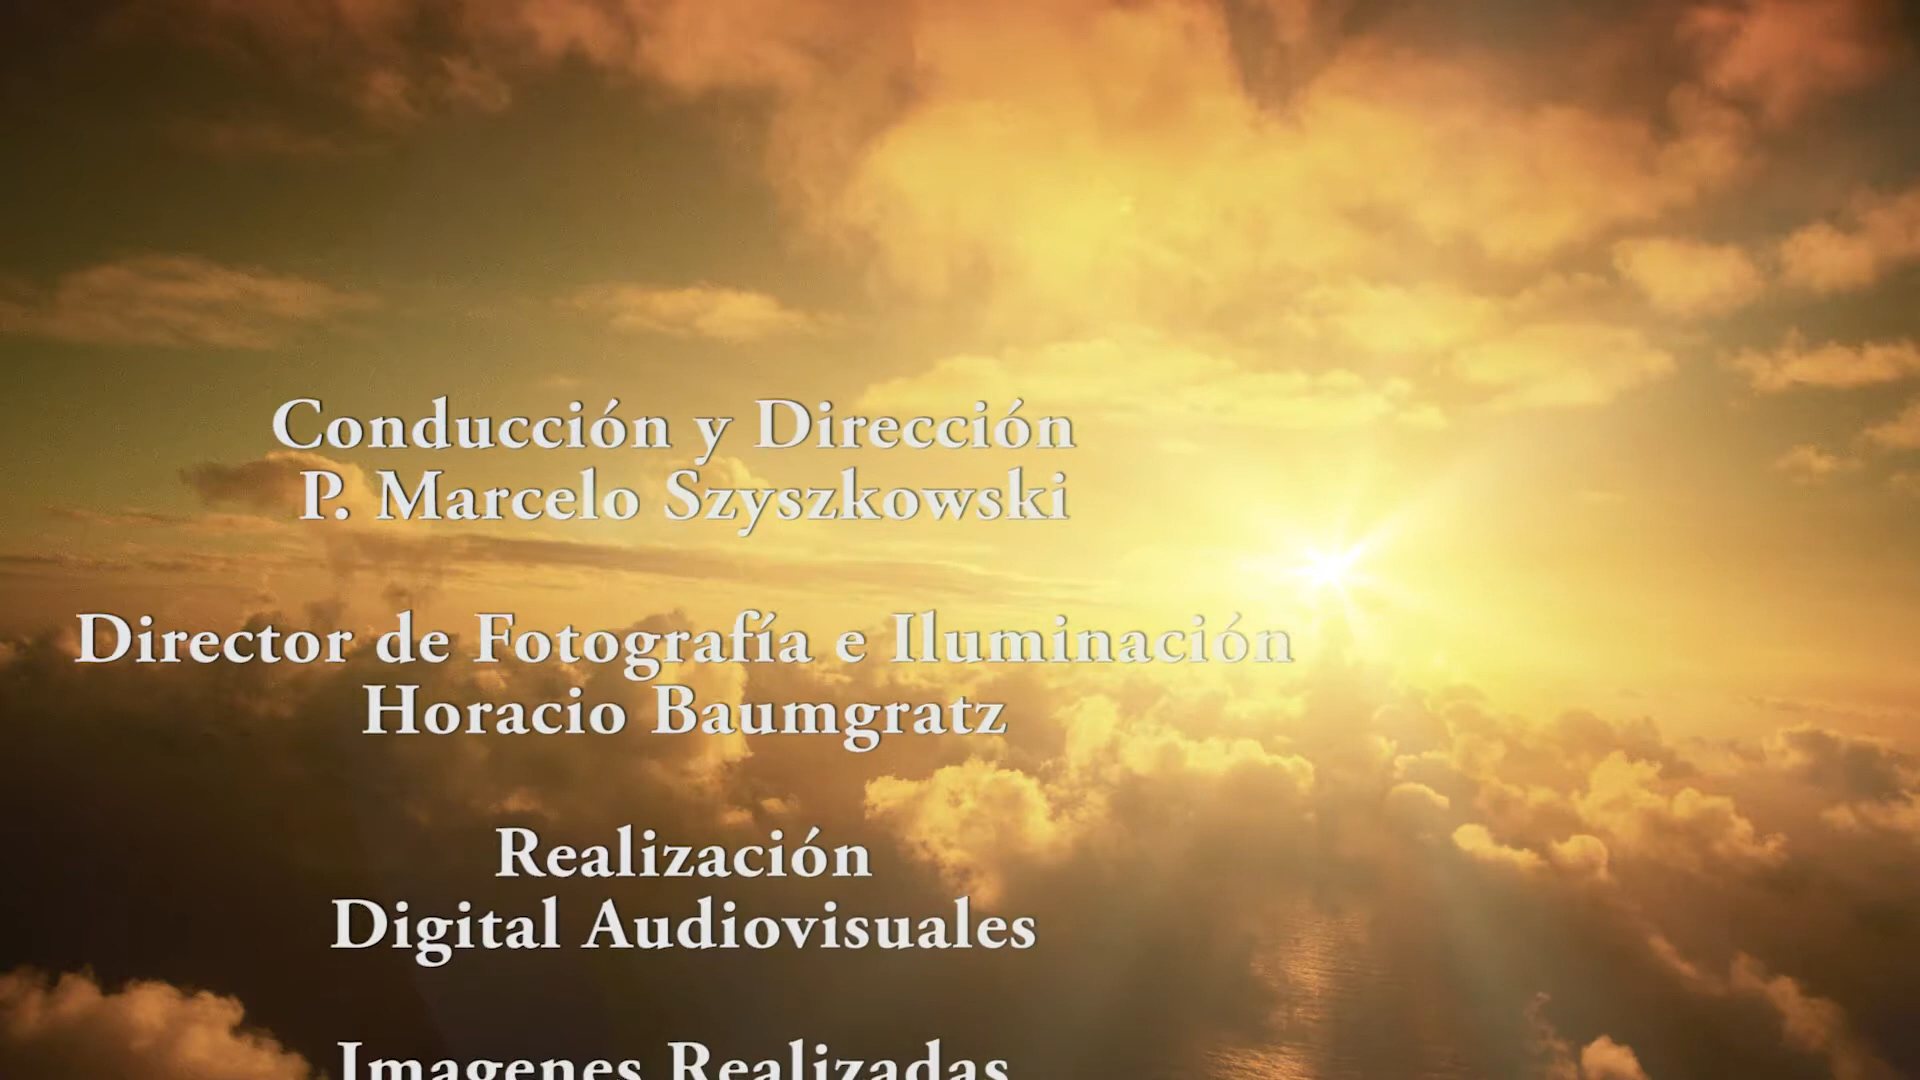 Conducción y Dirección
P. Marcelo Szyszkowski
Director de Fotografía e Iluminación
Horacio Baumgratz
Realización
Digital Audiovisuales
Imagenes Realizadas